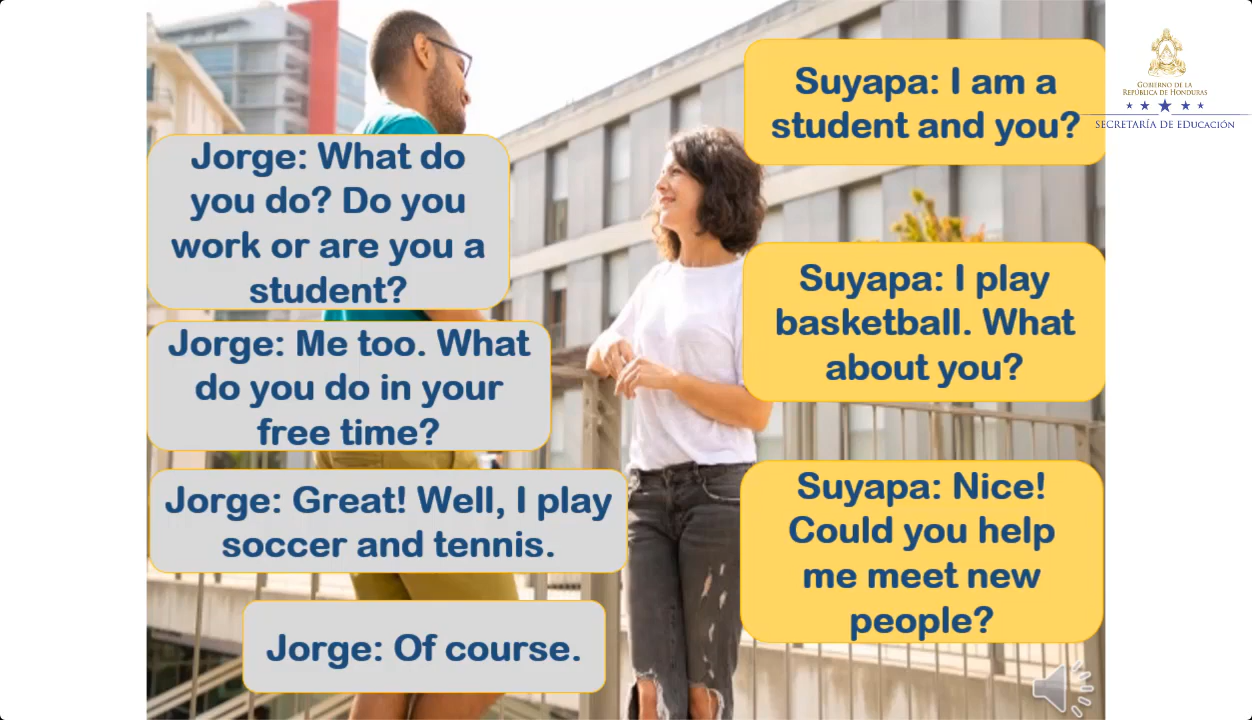 Jorge: What do
you do? Do you
work or are you a
student?
Suyapa: I am a
student and you?
Jorge: Me too. What
do you do in your
free time?
Suyapa: I play
basketball. What
about you?
Jorge: Great! Well, I play
soccer and tennis.
Suyapa: Nice!
Could you help
me meet new
people?
Jorge: Of course.
GOBIERNO DE LA
REPÚBLICA DE HONDURAS
SECRETARÍA DE EDUCACIÓN